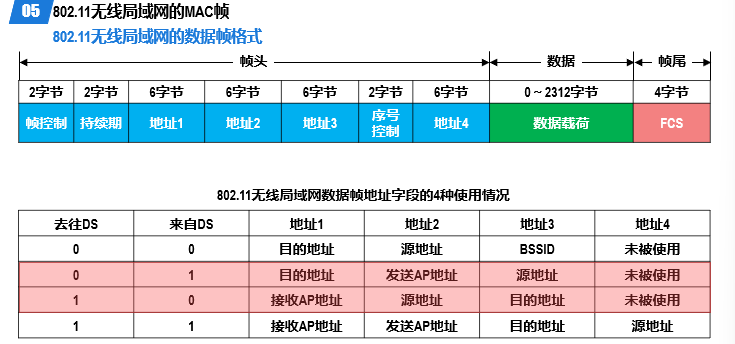 05 802.11无线局域网的MAC帧
802.11无线局域网的数据帧格式
帧头 数据 帧尾
2字节 2字节 6字节 6字节 6字节 2字节 6字节 0～2312字节 4字节
帧控制 持续期 地址1 地址2 地址3 序号控制 地址4 数据载荷 FCS
802.11无线局域网数据帧地址字段的4种使用情况
去往DS 来自DS 地址1 地址2 地址3 地址4
0 0 目的地址 源地址 BSSID 未被使用
0 1 目的地址 发送AP地址 源地址 未被使用
1 0 接收AP地址 源地址 目的地址 未被使用
1 1 接收AP地址 发送AP地址 目的地址 源地址